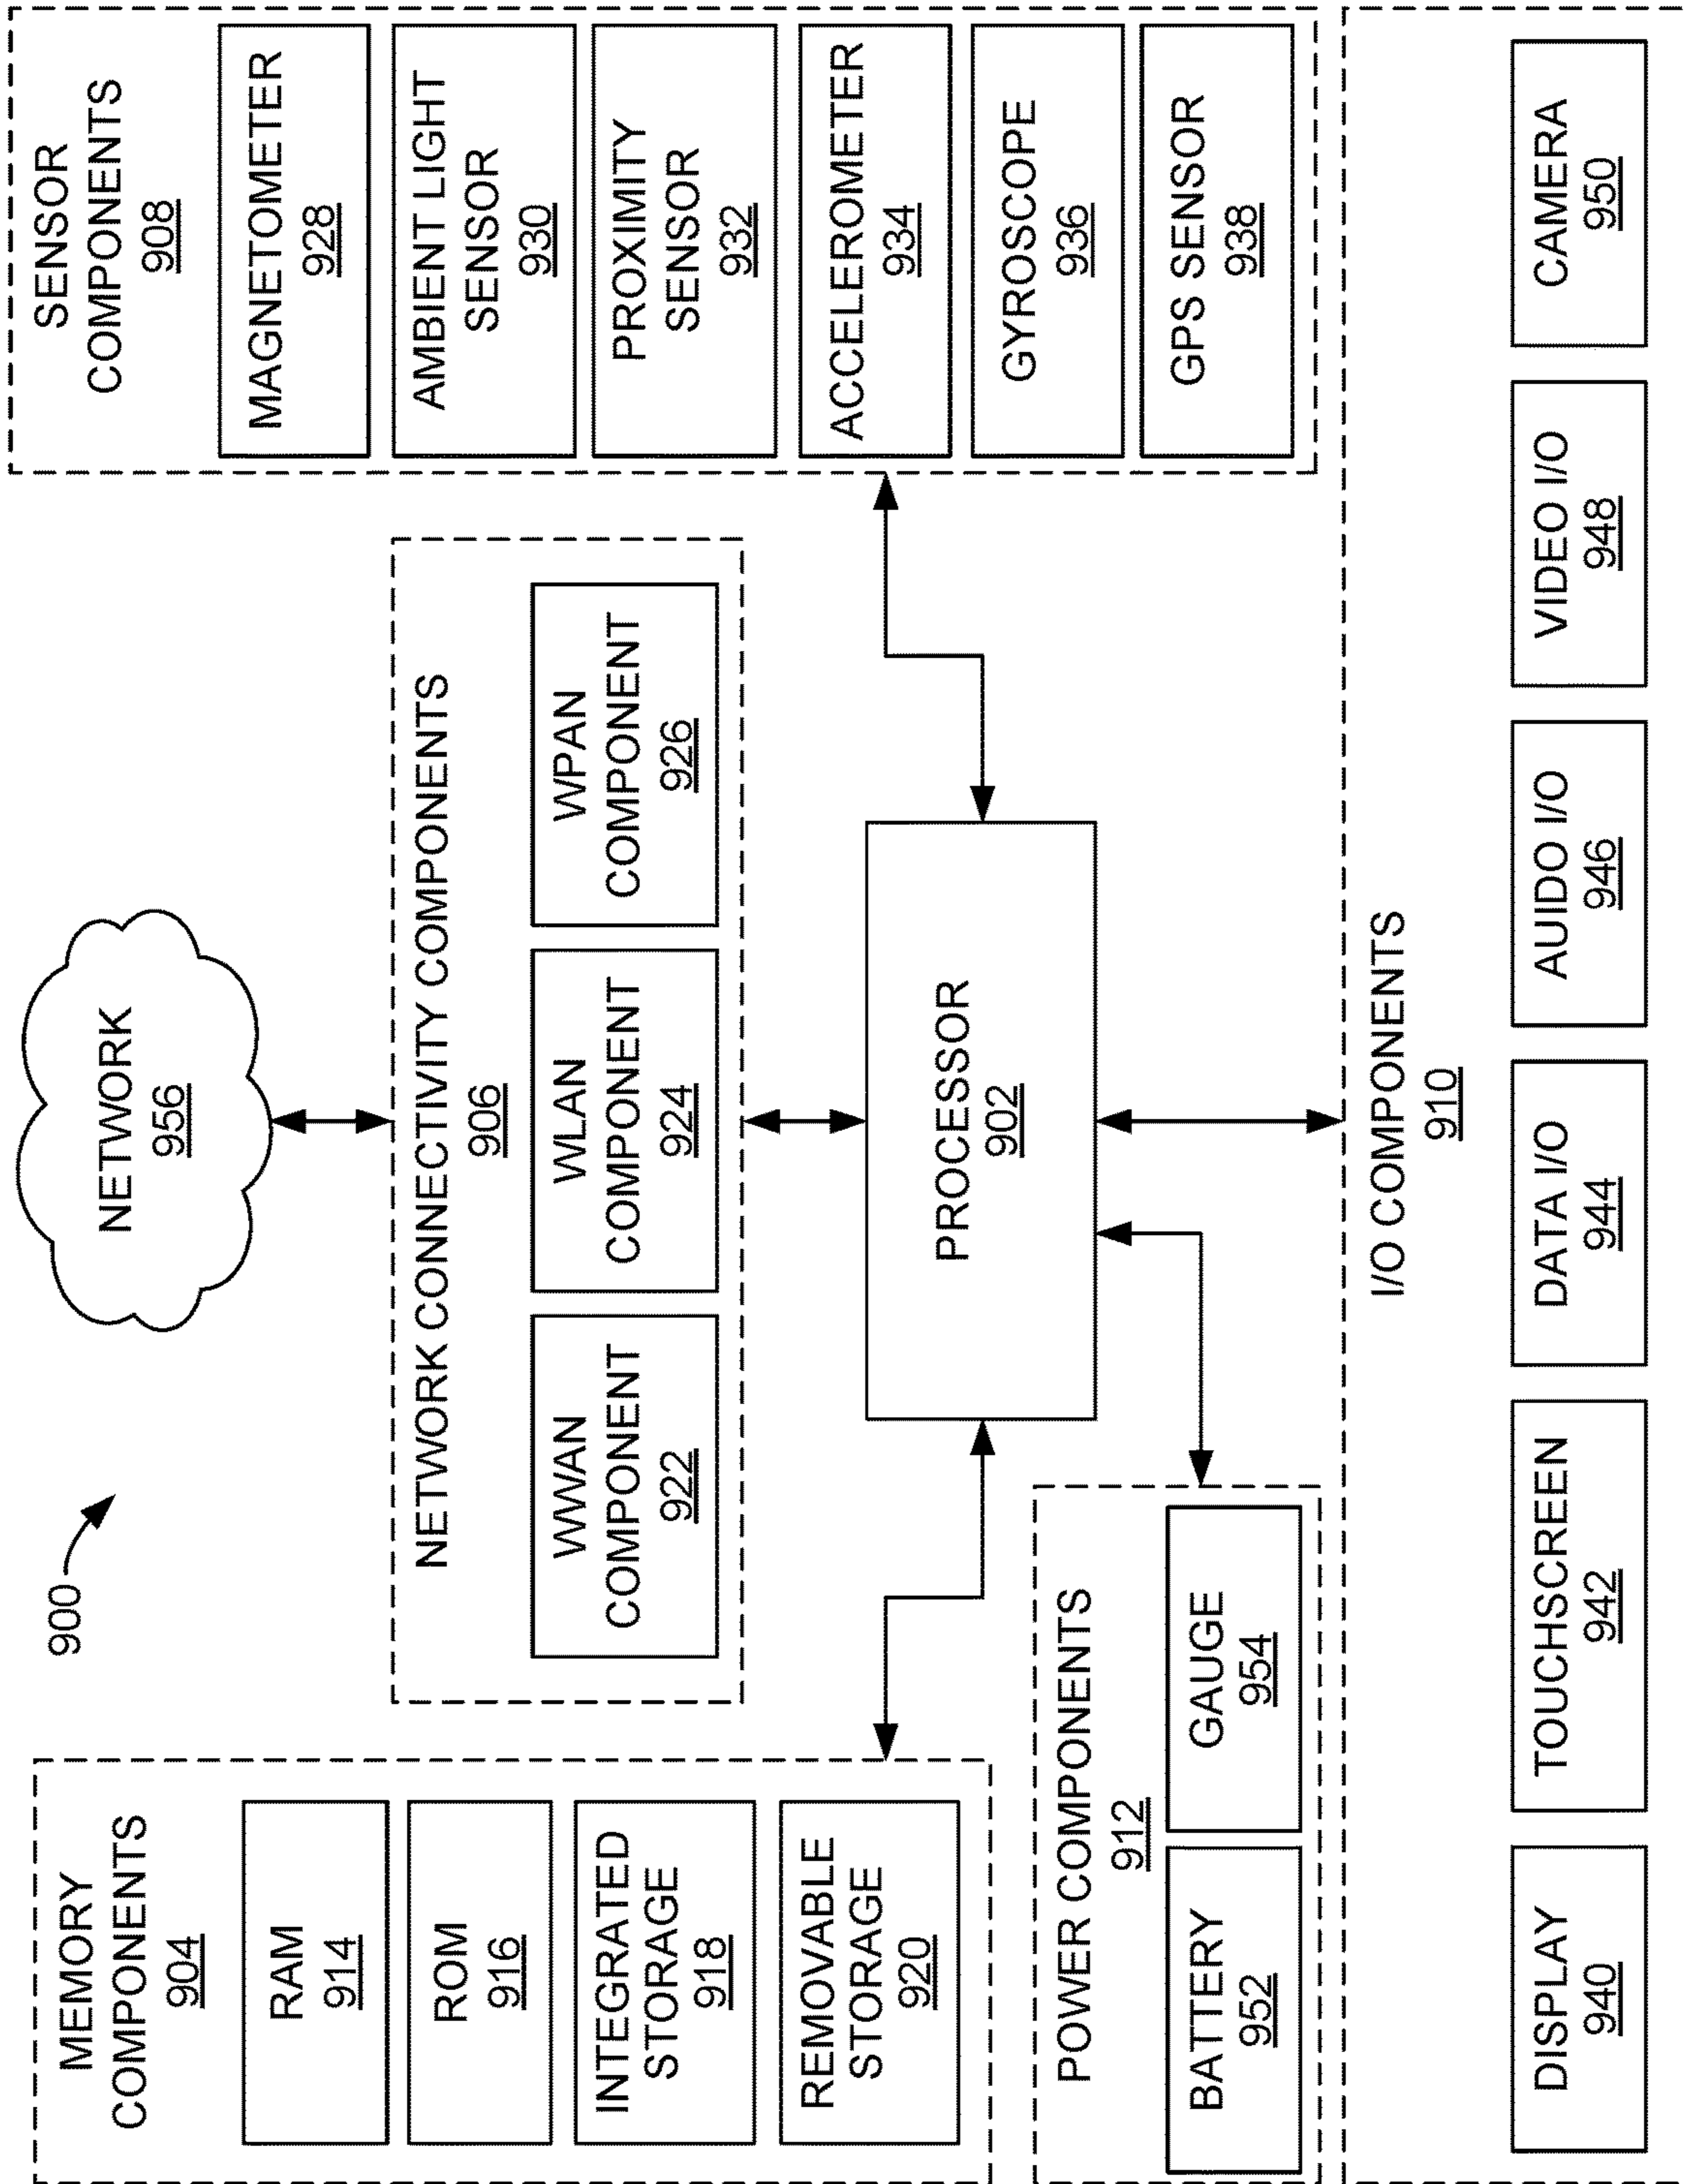 900
NETWORK
956
MEMORY
COMPONENTS
904
RAM
914
ROM
916
INTEGRATED
STORAGE
918
REMOVABLE
STORAGE
920
NETWORK CONNECTIVITY COMPONENTS
906
WWAN
COMPONENT
922
WLAN
COMPONENT
924
WPAN
COMPONENT
926
SENSOR
COMPONENTS
908
MAGNETOMETER
928
AMBIENT LIGHT
SENSOR
930
PROXIMITY
SENSOR
932
ACCELEROMETER
934
GYROSCOPE
936
GPS SENSOR
938
PROCESSOR
902
POWER COMPONENTS
912
BATTERY
952
GAUGE
954
I/O COMPONENTS
910
DISPLAY
940
TOUCHSCREEN
942
DATA I/O
944
AUIDO I/O
946
VIDEO I/O
948
CAMERA
950